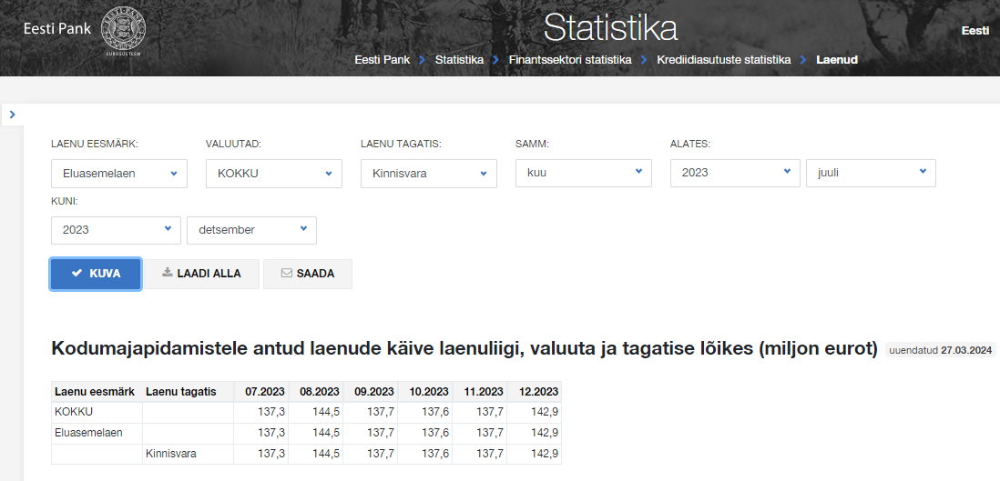 Eesti Pank
EESTI PANK
EUROSÜSTEEM
Statistika
Eesti
Eesti Pank Statistika Finantssektori statistika Krediidiasutuste statistika Laenud
LAENU EESMÄRK: VALUUTAD: LAENU TAGATIS: SAMM: ALATES:
Eluasemelaen KOKKU Kinnisvara kuu 2023 juuli
KUNI:
2023 detsember
KUVA LAADI ALLA SAADA
Kodumajapidamistele antud laenude käive laenuliigi, valuuta ja tagatise lõikes (miljon eurot) uuendatud 27.03.2024
Laenu eesmärk Laenu tagatis 07.2023 08.2023 09.2023 10.2023 11.2023 12.2023
KOKKU 137,3 144,5 137,7 137,6 137,7 142,9
Eluasemelaen 137,3 144,5 137,7 137,6 137,7 142,9
Kinnisvara 137,3 144,5 137,7 137,6 137,7 142,9